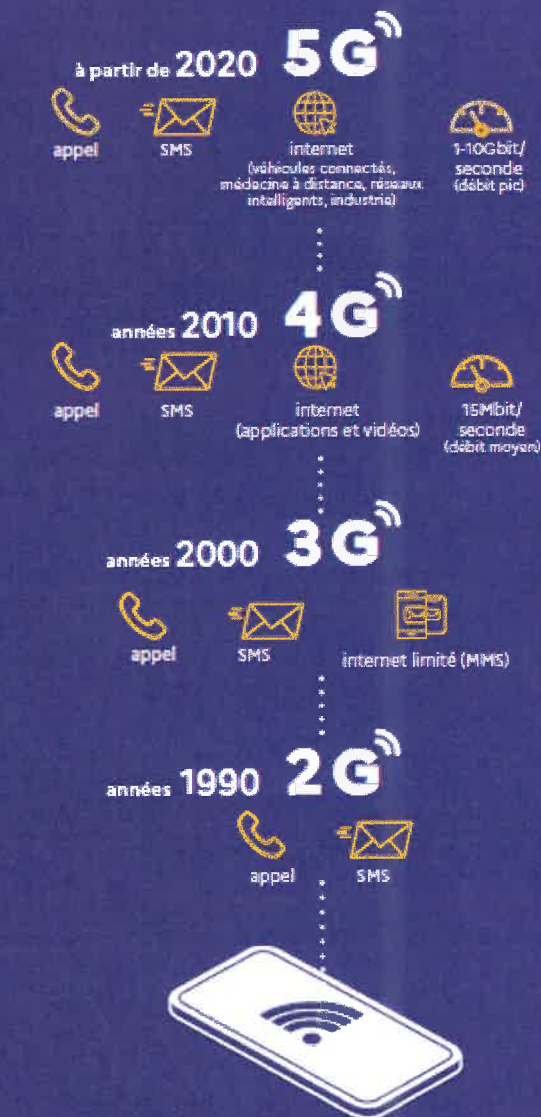 à partir de 2020 5G
appel
SMS
internet
(véhicules connectés,
médecine à distance, réseaux
intelligents, industrie)
1-10Gbit/
seconde
(débit pic)
années 2010 4G
appel
SMS
internet
(applications et vidéos)
15Mbit/
seconde
(débit moyen)
années 2000 3G
appel
SMS
internet limité (MMS)
années 1990 2G
appel
SMS